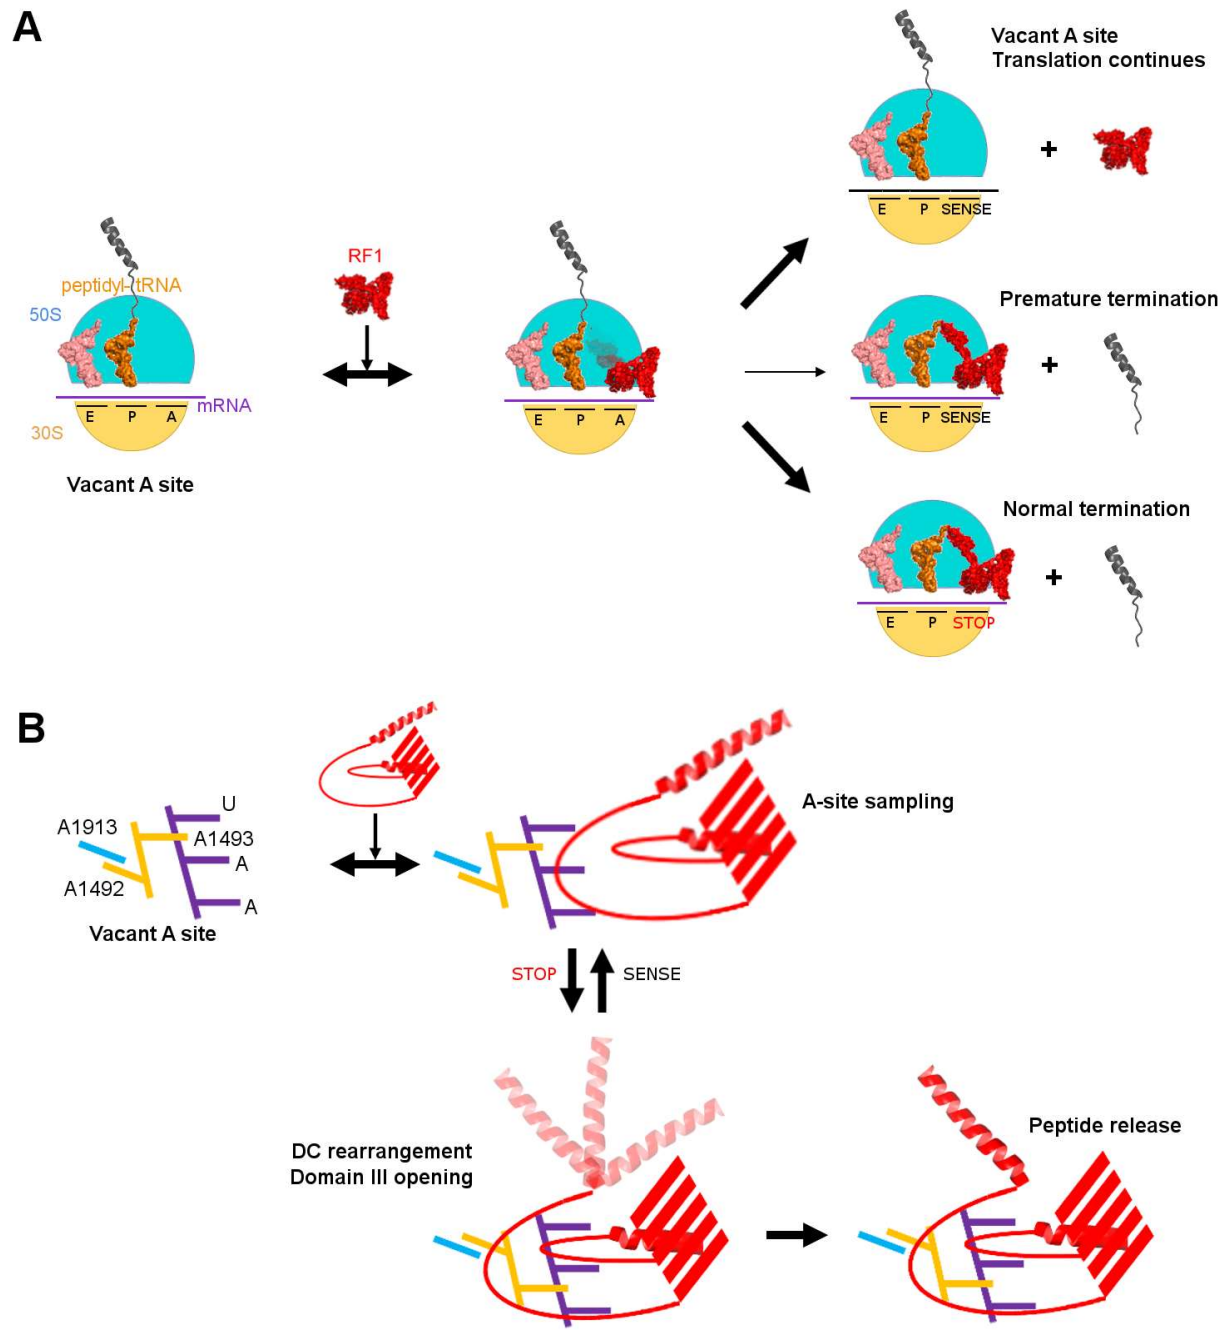 A
Vacant A site
Translation continues
+
E P SENSE
RF1
peptidyl-tRNA
50S
mRNA
30S
E P A
Vacant A site
E P A
Premature termination
+
E P SENSE
Normal termination
+
E P STOP
B
U
A1913
A1493
A
A1492
A
Vacant A site
A-site sampling
STOP SENSE
DC rearrangement
Domain III opening
Peptide release